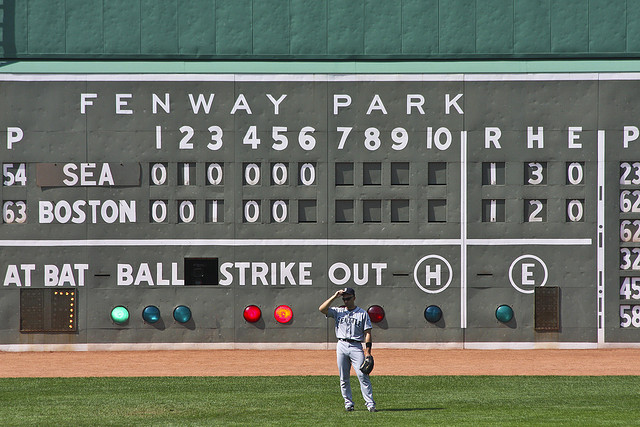 FENWAY PARK
P 1 2 3 4 5 6 7 8 9 10 R H E P
54 SEA 0 1 0 0 0 0 1 3 0 23
63 BOSTON 0 0 1 0 0 1 2 0 62
62
AT BAT - BALL STRIKE OUT - H - E 32
45
58